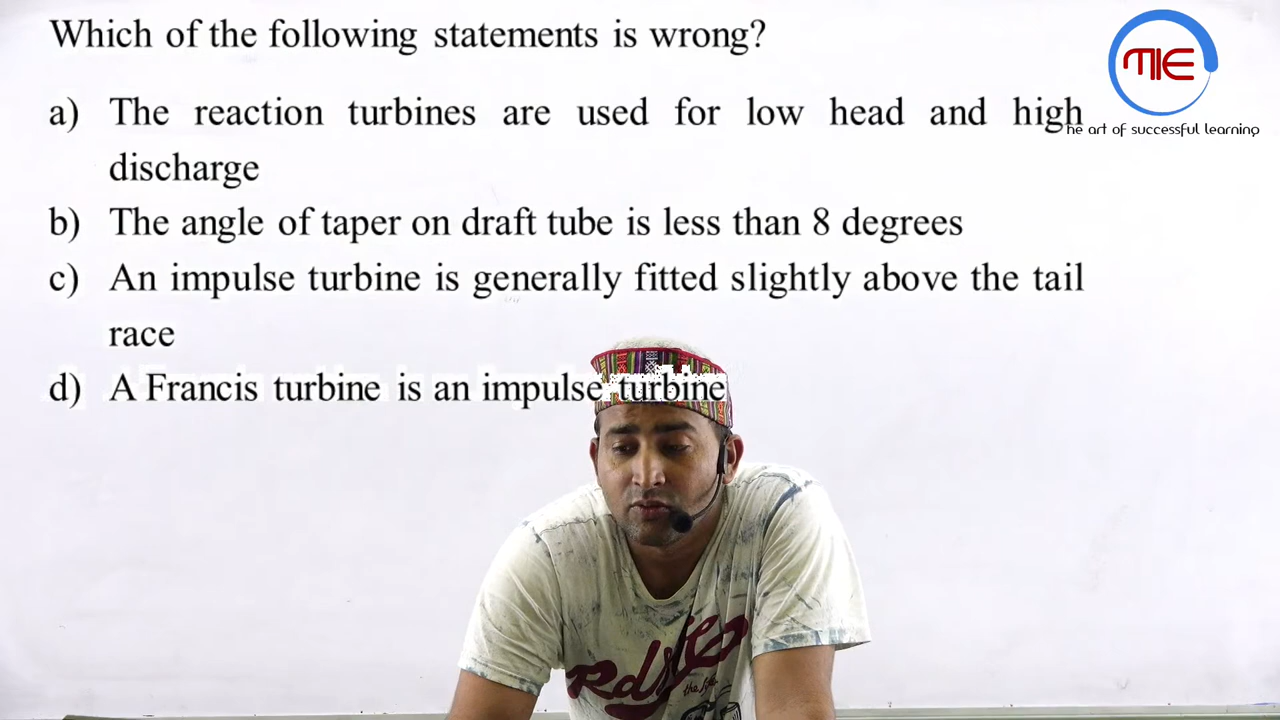 Which of the following statements is wrong?
MIE
he art of successful learning
a) The reaction turbines are used for low head and high
discharge
b) The angle of taper on draft tube is less than 8 degrees
c) An impulse turbine is generally fitted slightly above the tail
race
d) A Francis turbine is an impulse turbine
the life